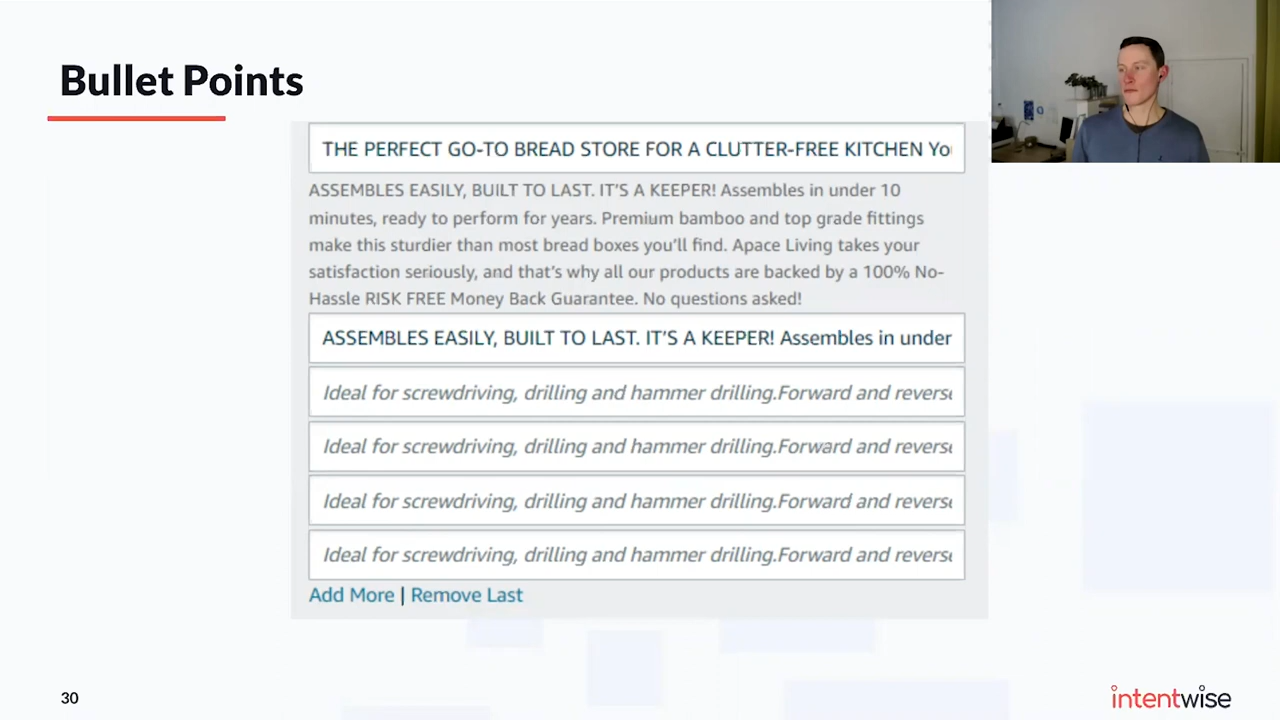 Bullet Points
THE PERFECT GO-TO BREAD STORE FOR A CLUTTER-FREE KITCHEN
ASSEMBLES EASILY, BUILT TO LAST. IT'S A KEEPER! Assembles in under 10
minutes, ready to perform for years. Premium bamboo and top grade fittings
make this sturdier than most bread boxes you'll find. Apace Living takes your
satisfaction seriously, and that's why all our products are backed by a 100% No-
Hassle RISK FREE Money Back Guarantee. No questions asked!
ASSEMBLES EASILY, BUILT TO LAST. IT'S A KEEPER! Assembles in under
Ideal for screwdriving, drilling and hammer drilling.Forward and
Ideal for screwdriving, drilling and hammer drilling.Forward and
Ideal for screwdriving, drilling and hammer drilling.Forward and
Ideal for screwdriving, drilling and hammer drilling.Forward and
Add More | Remove Last
30
intentwise